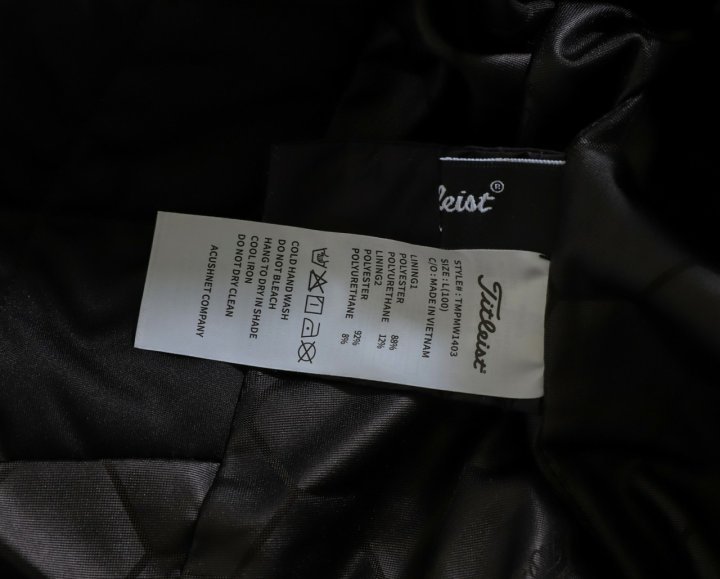 leist®
Titleist®
STYLE# : TMPMW1403
SIZE : L(100)
C/O : MADE IN VIETNAM
LINING1
POLYESTER 88%
POLYURETHANE 12%
LINING2
POLYESTER 92%
POLYURETHANE 8%
COLD HAND WASH
DO NOT BLEACH
HANG TO DRY IN SHADE
COOL IRON
DO NOT DRY CLEAN
ACUSHNET COMPANY